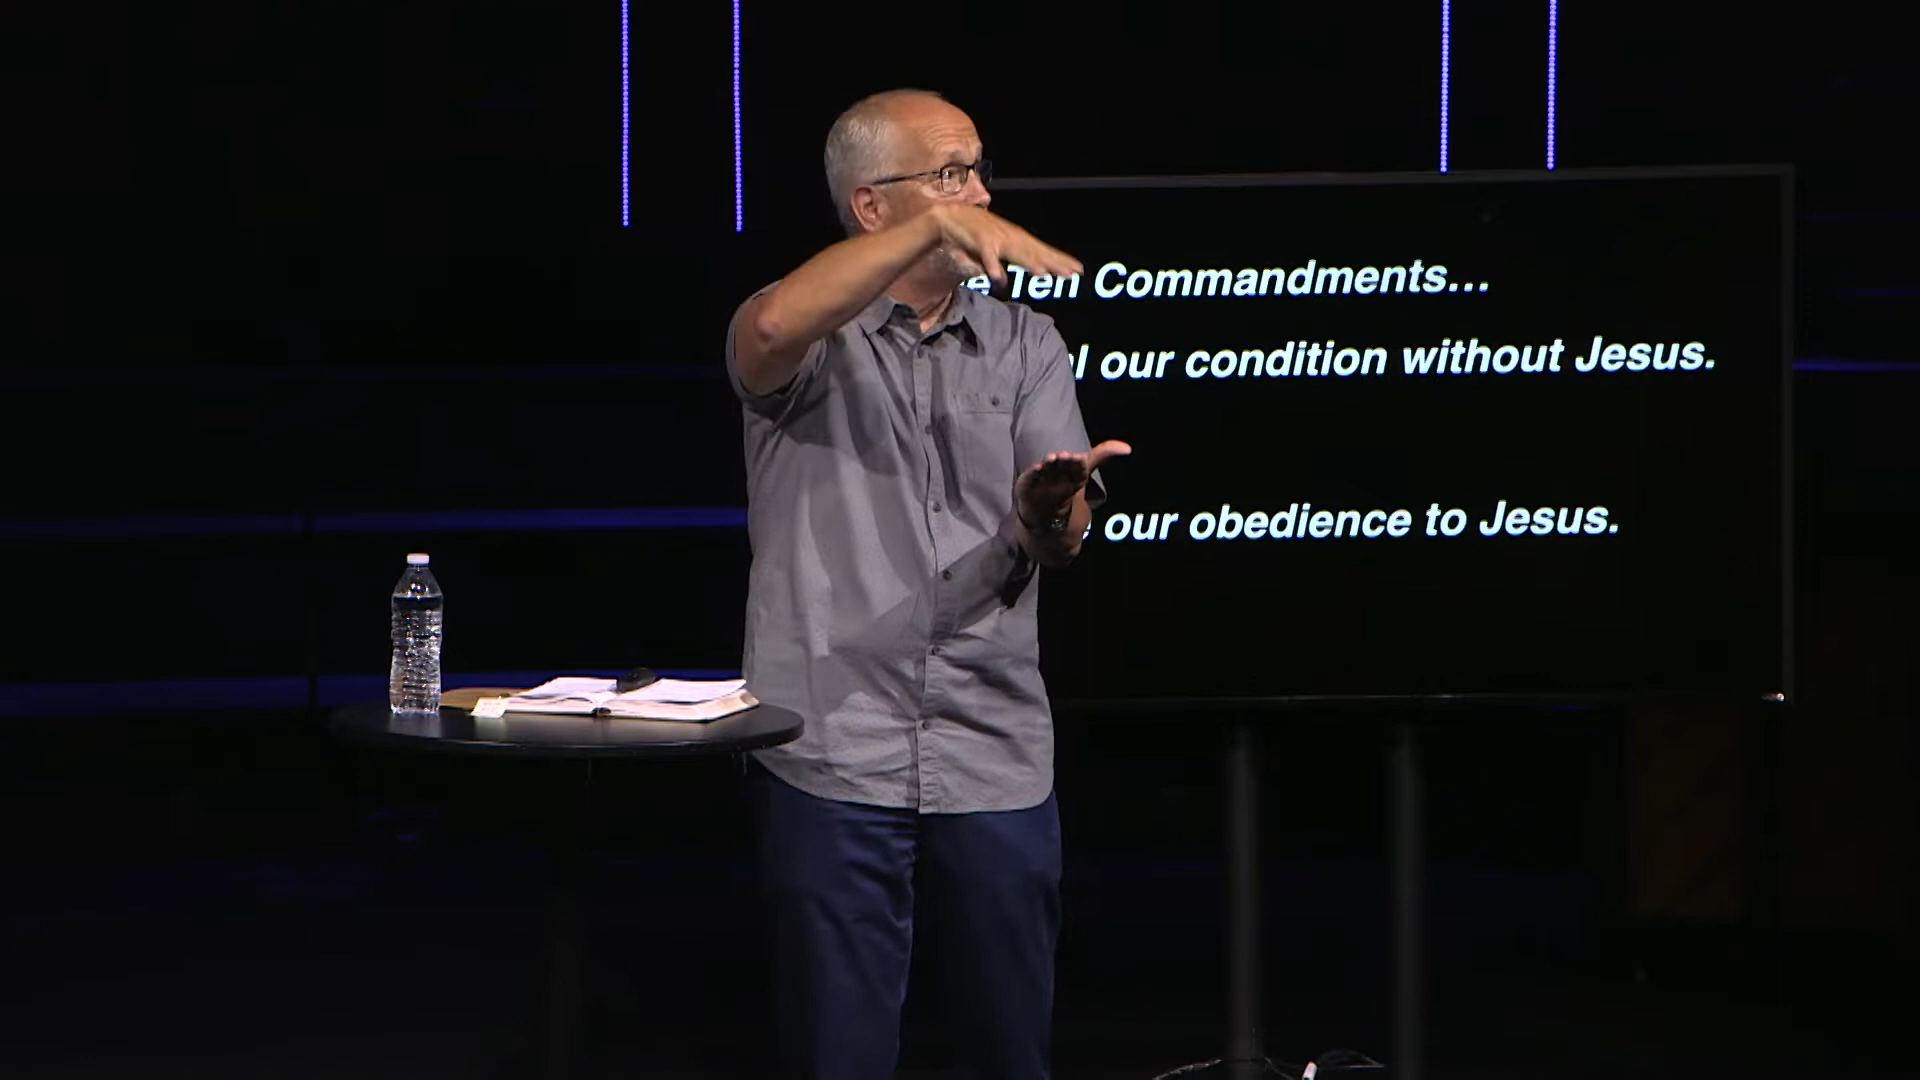 Ten Commandments...
our condition without Jesus.
our obedience to Jesus.